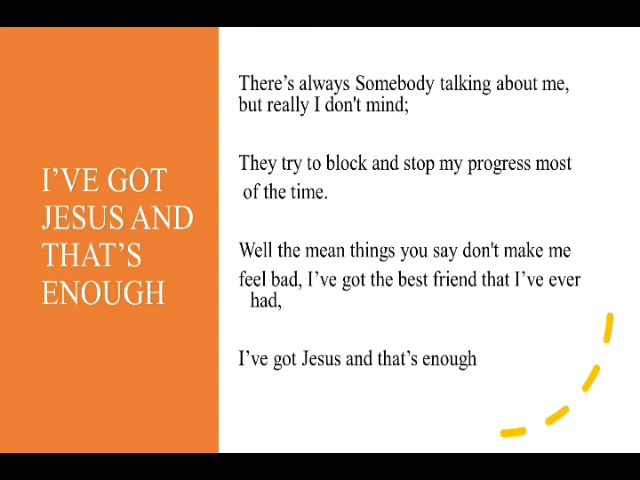 I'VE GOT
JESUS AND
THAT'S
ENOUGH
There's always Somebody talking about me,
but really I don't mind;
They try to block and stop my progress most
of the time.
Well the mean things you say don't make me
feel bad, I've got the best friend that I've ever
had,
I've got Jesus and that's enough